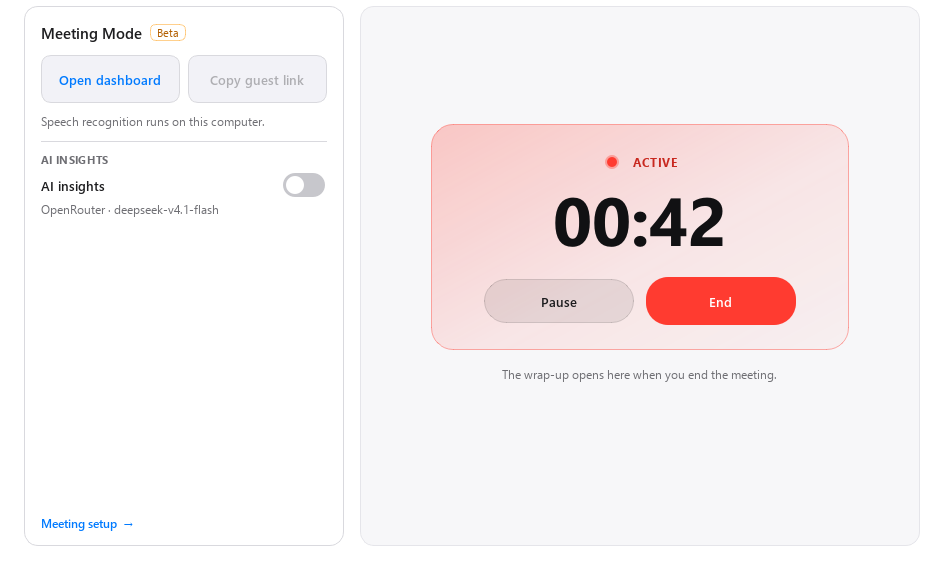 Meeting Mode Beta
Open dashboard Copy guest link
Speech recognition runs on this computer.
AI INSIGHTS
AI insights
OpenRouter · deepseek-v4.1-flash
Meeting setup →
ACTIVE
00:42
Pause End
The wrap-up opens here when you end the meeting.